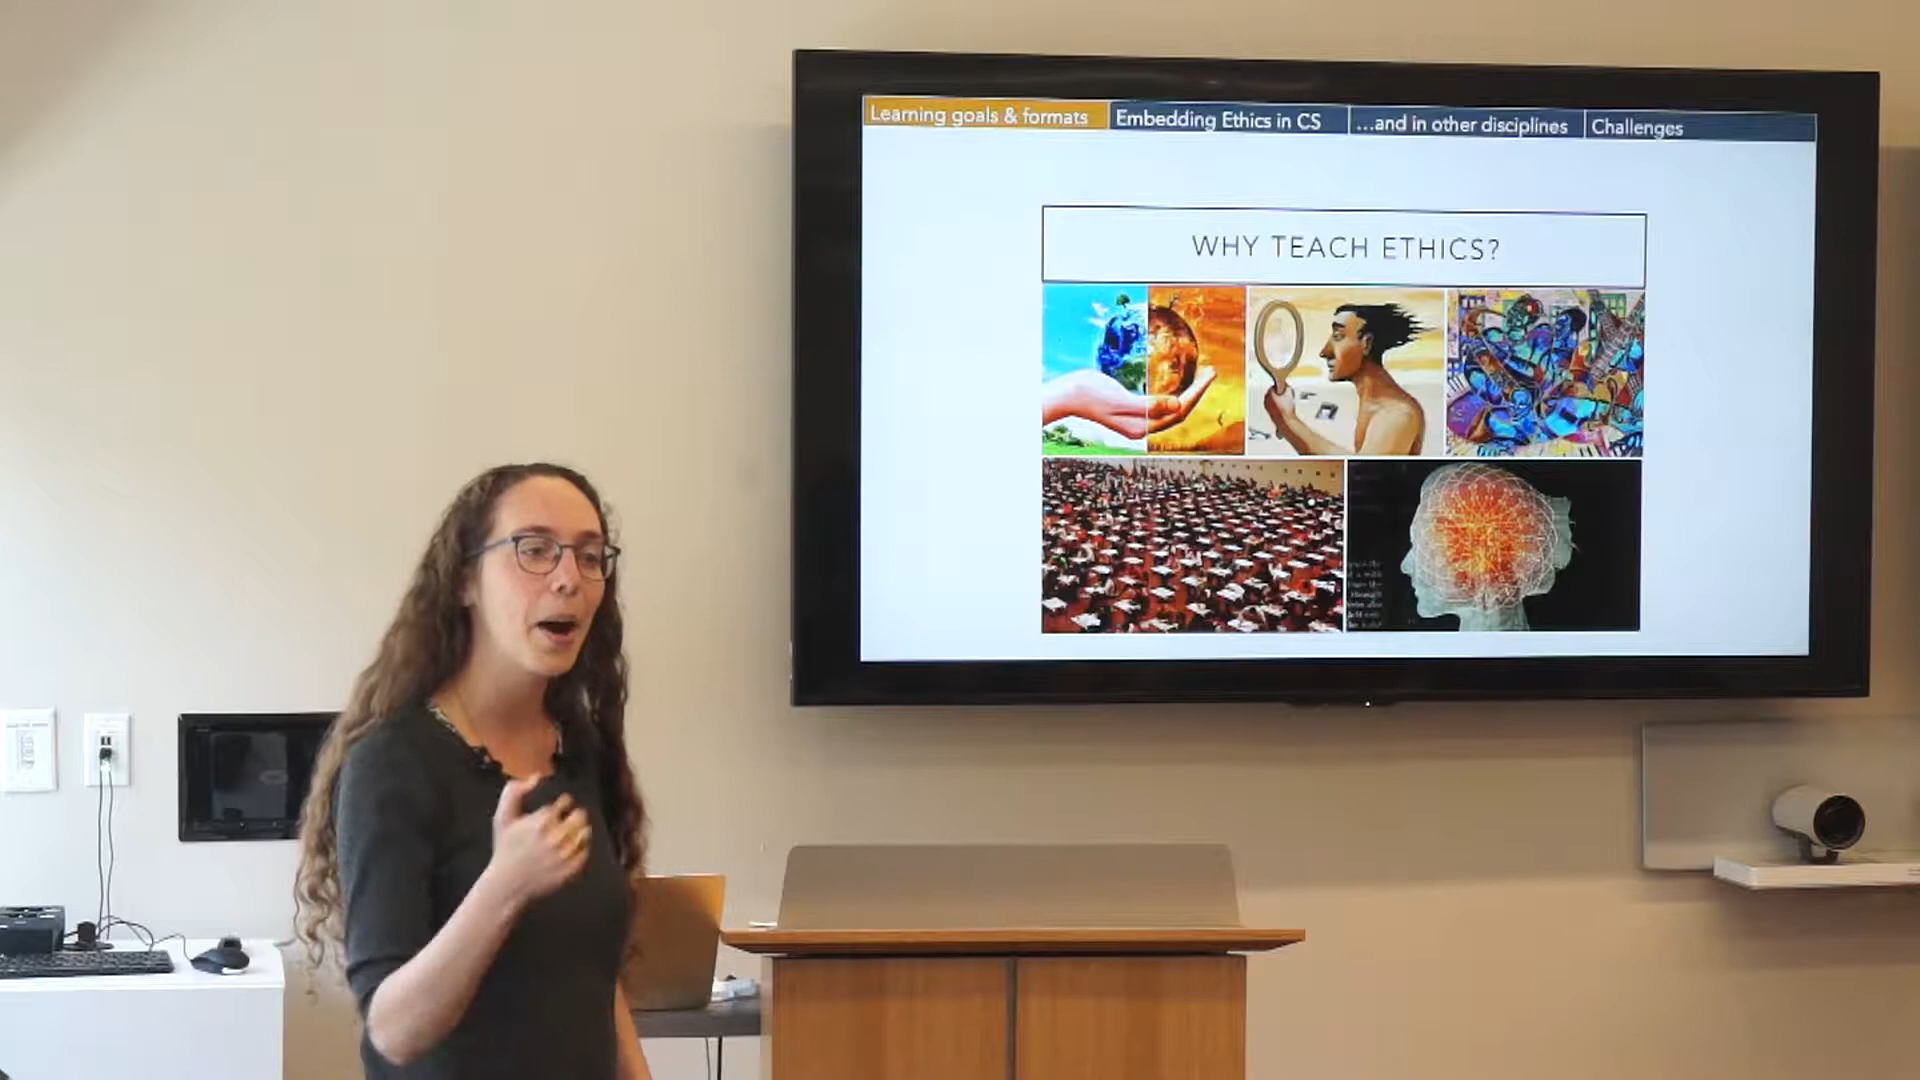 Learning goals & formats
Embedding Ethics in CS
...and in other disciplines
Challenges
WHY TEACH ETHICS?